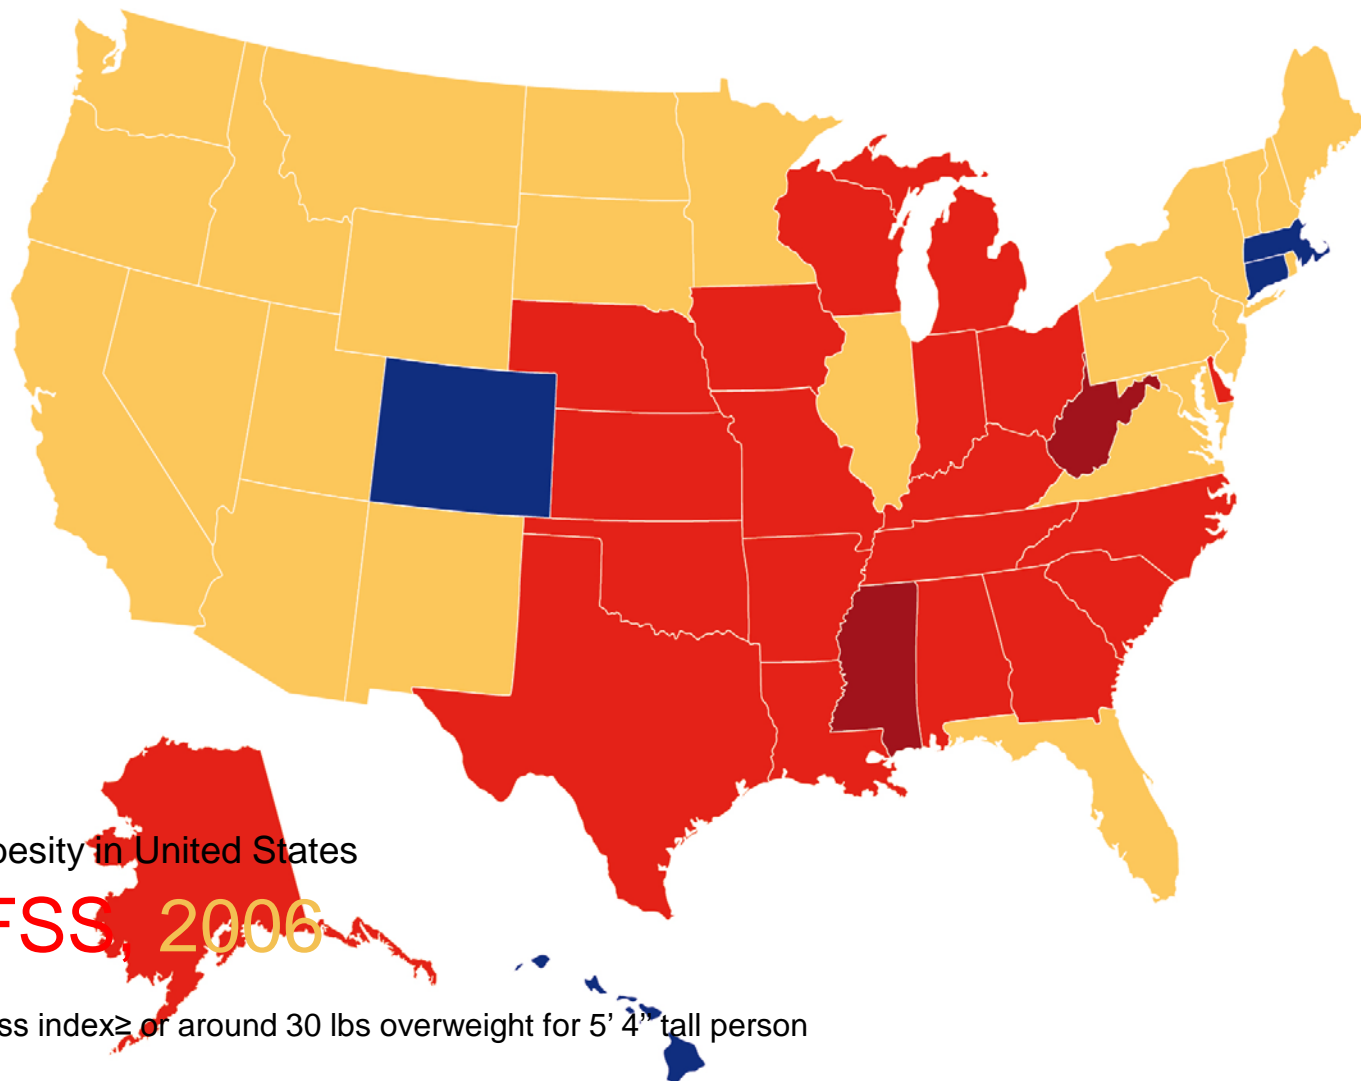 besity in United States
FSS, 2006
ss index≥ or around 30 lbs overweight for 5’ 4” tall person